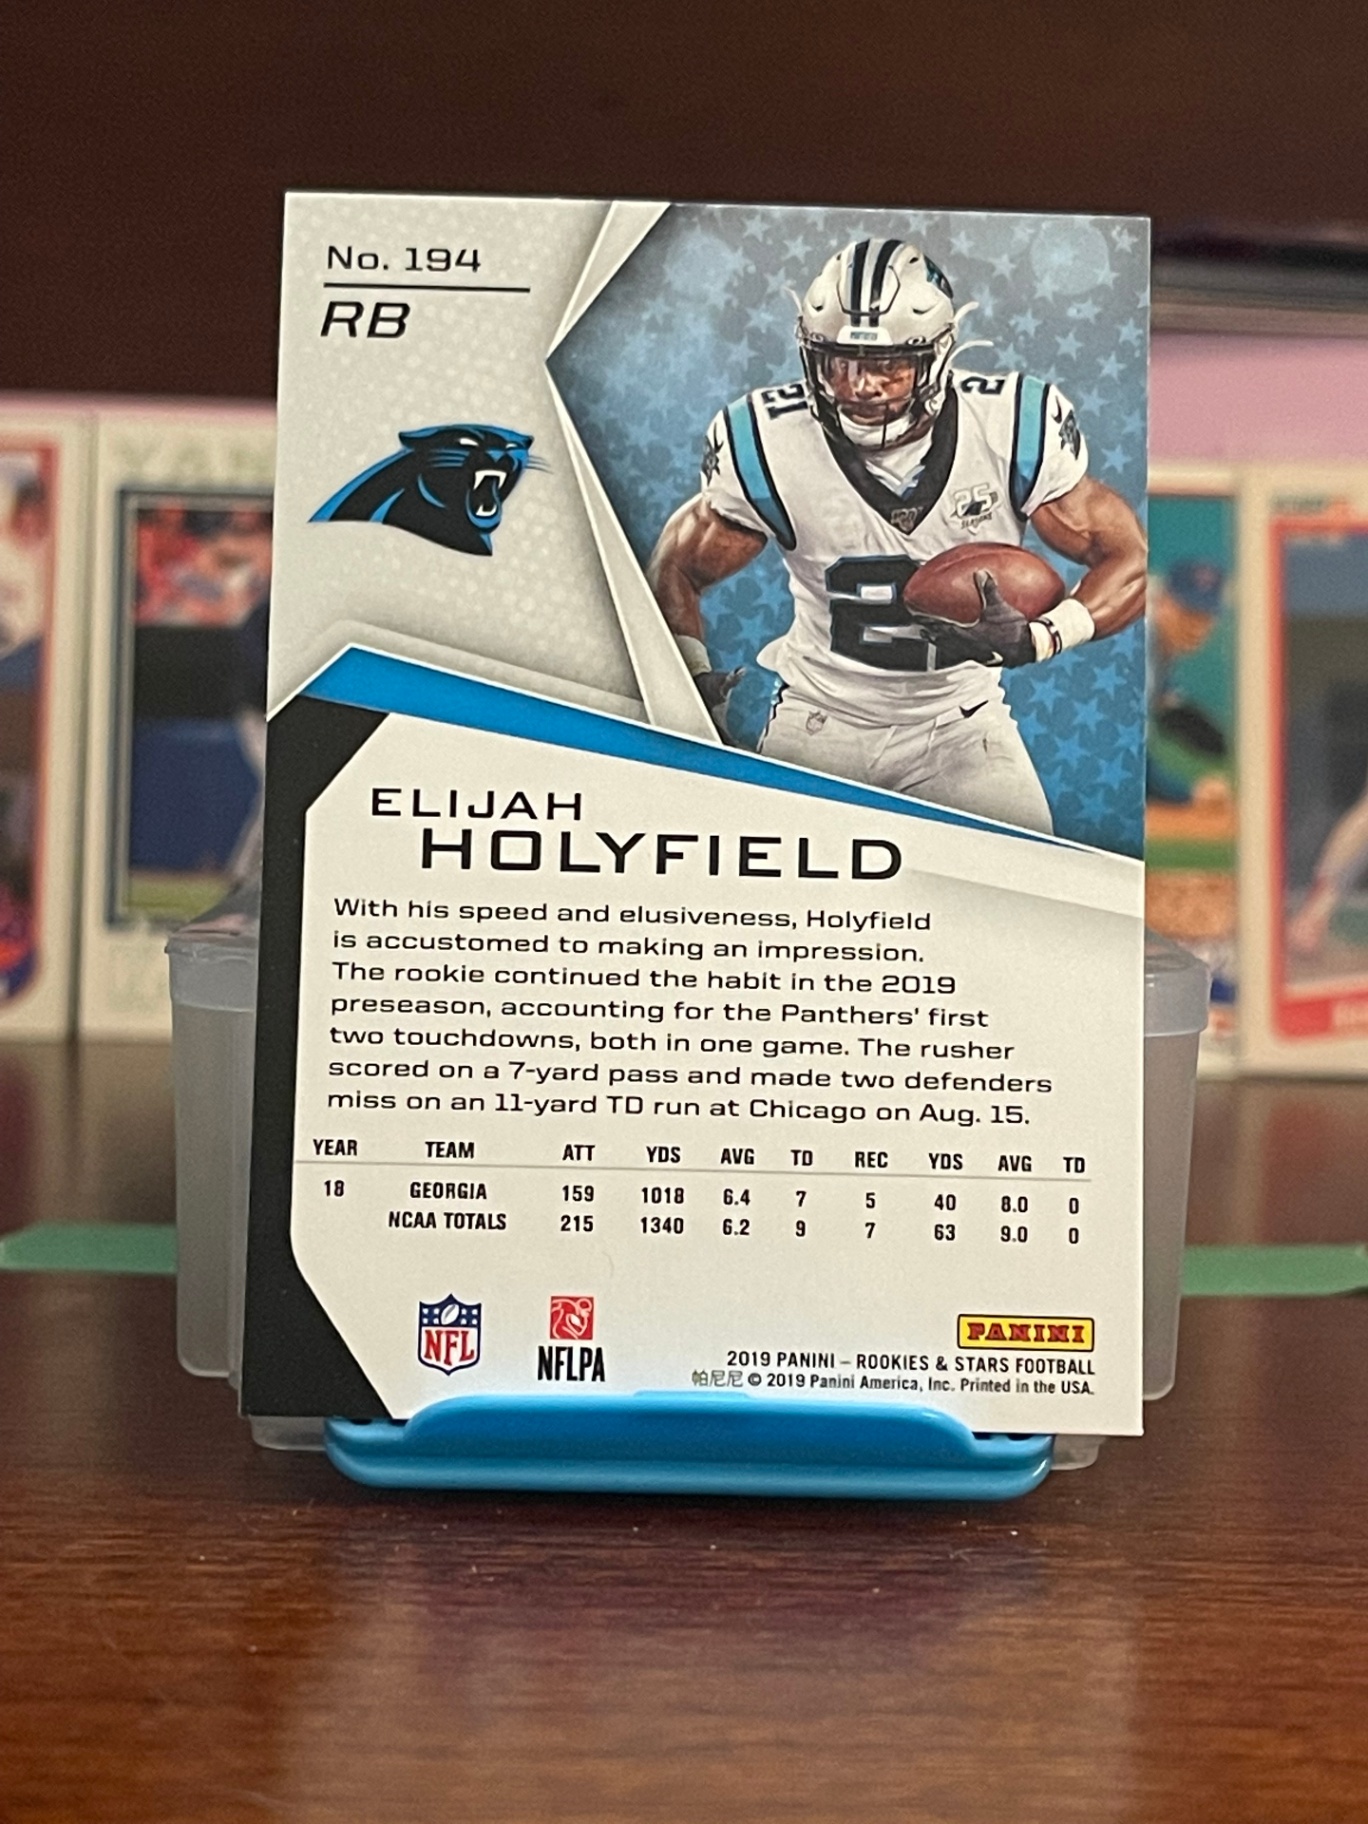 No. 194
RB
21
2
25
SEASONS
2
ELIJAH
HOLYFIELD
With his speed and elusiveness, Holyfield
is accustomed to making an impression.
The rookie continued the habit in the 2019
preseason, accounting for the Panthers' first
two touchdowns, both in one game. The rusher
scored on a 7-yard pass and made two defenders
miss on an 11-yard TD run at Chicago on Aug. 15.
YEAR TEAM ATT YDS AVG TD REC YDS AVG TD
18 GEORGIA 159 1018 6.4 7 5 40 8.0 0
NCAA TOTALS 215 1340 6.2 9 7 63 9.0 0
NFL
NFLPA
PANINI
2019 PANINI – ROOKIES & STARS FOOTBALL
帕尼尼 © 2019 Panini America, Inc. Printed in the USA.